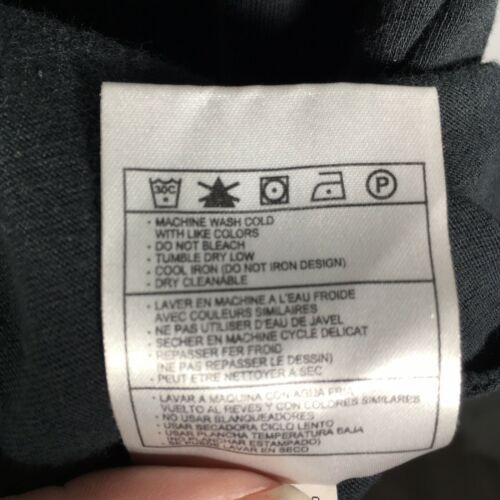 30C
P
• MACHINE WASH COLD
WITH LIKE COLORS
• DO NOT BLEACH
• TUMBLE DRY LOW
• COOL IRON (DO NOT IRON DESIGN)
• DRY CLEANABLE
• LAVER EN MACHINE A L'EAU FROIDE
AVEC COULEURS SIMILAIRES
• NE PAS UTILISER D'EAU DE JAVEL
SECHER EN MACHINE CYCLE DELICAT
• REPASSER FER FROID
(NE PAS REPASSER LE DESSIN)
• PEUT ETRE NETTOYER A SEC
• LAVAR A MAQUINA CON AGUA FRIA
VUELTO AL REVES Y CON COLORES SIMILARES
• NO USAR BLANQUEADORES
• USAR SECADORA CICLO LENTO
• USAR PLANCHA TEMPERATURA BAJA
(NO PLANCHAR ESTAMPADO)
SE PUEDE LAVAR EN SECO